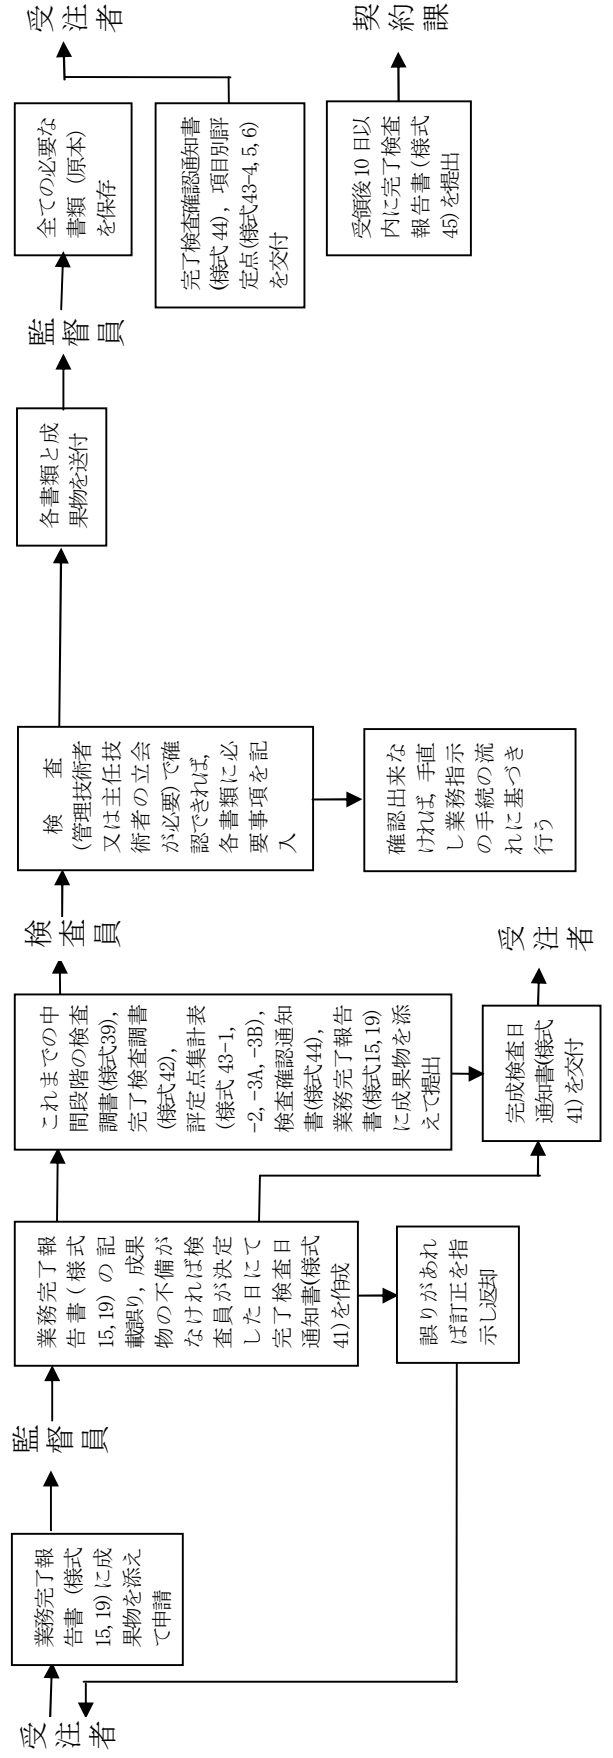 受注者
業務完了報
告書 (様式
15, 19) に成
果物を添え
て申請
監督員
業務完了報
告書 ( 様式
15, 19) の記
載誤り, 成果
物の不備が
なければ検
査員が決定
した日にて
完了検査日
通知書(様式
41) を作成
誤りがあれ
ば訂正を指
示し返却
これまでの中
間段階の検査
調書(様式39),
完了検査調書
(様式42),
評定点集計表
(様式 43-1,
-2, -3A, -3B),
検査確認通知
書(様式44),
業務完了報告
書(様式15, 19)
に成果物を添
えて提出
完成検査日
通知書(様式
41) を交付
受注者
検査員
検 査
(管理技術者
又は主任技
術者の立会
が必要) で確
認できれば,
各書類に必
要事項を記
入
確認出来な
ければ, 手直
し業務指示
の手続の流
れに基づき
行う
各書類と成
果物を送付
監督員
全ての必要な
書類 (原本)
を保存
完了検査確認通知書
(様式 44), 項目別評
定点(様式43-4, 5, 6)
を交付
受注者
受領後 10 日以
内に完了検査
報告書 (様式
45) を提出
契約課